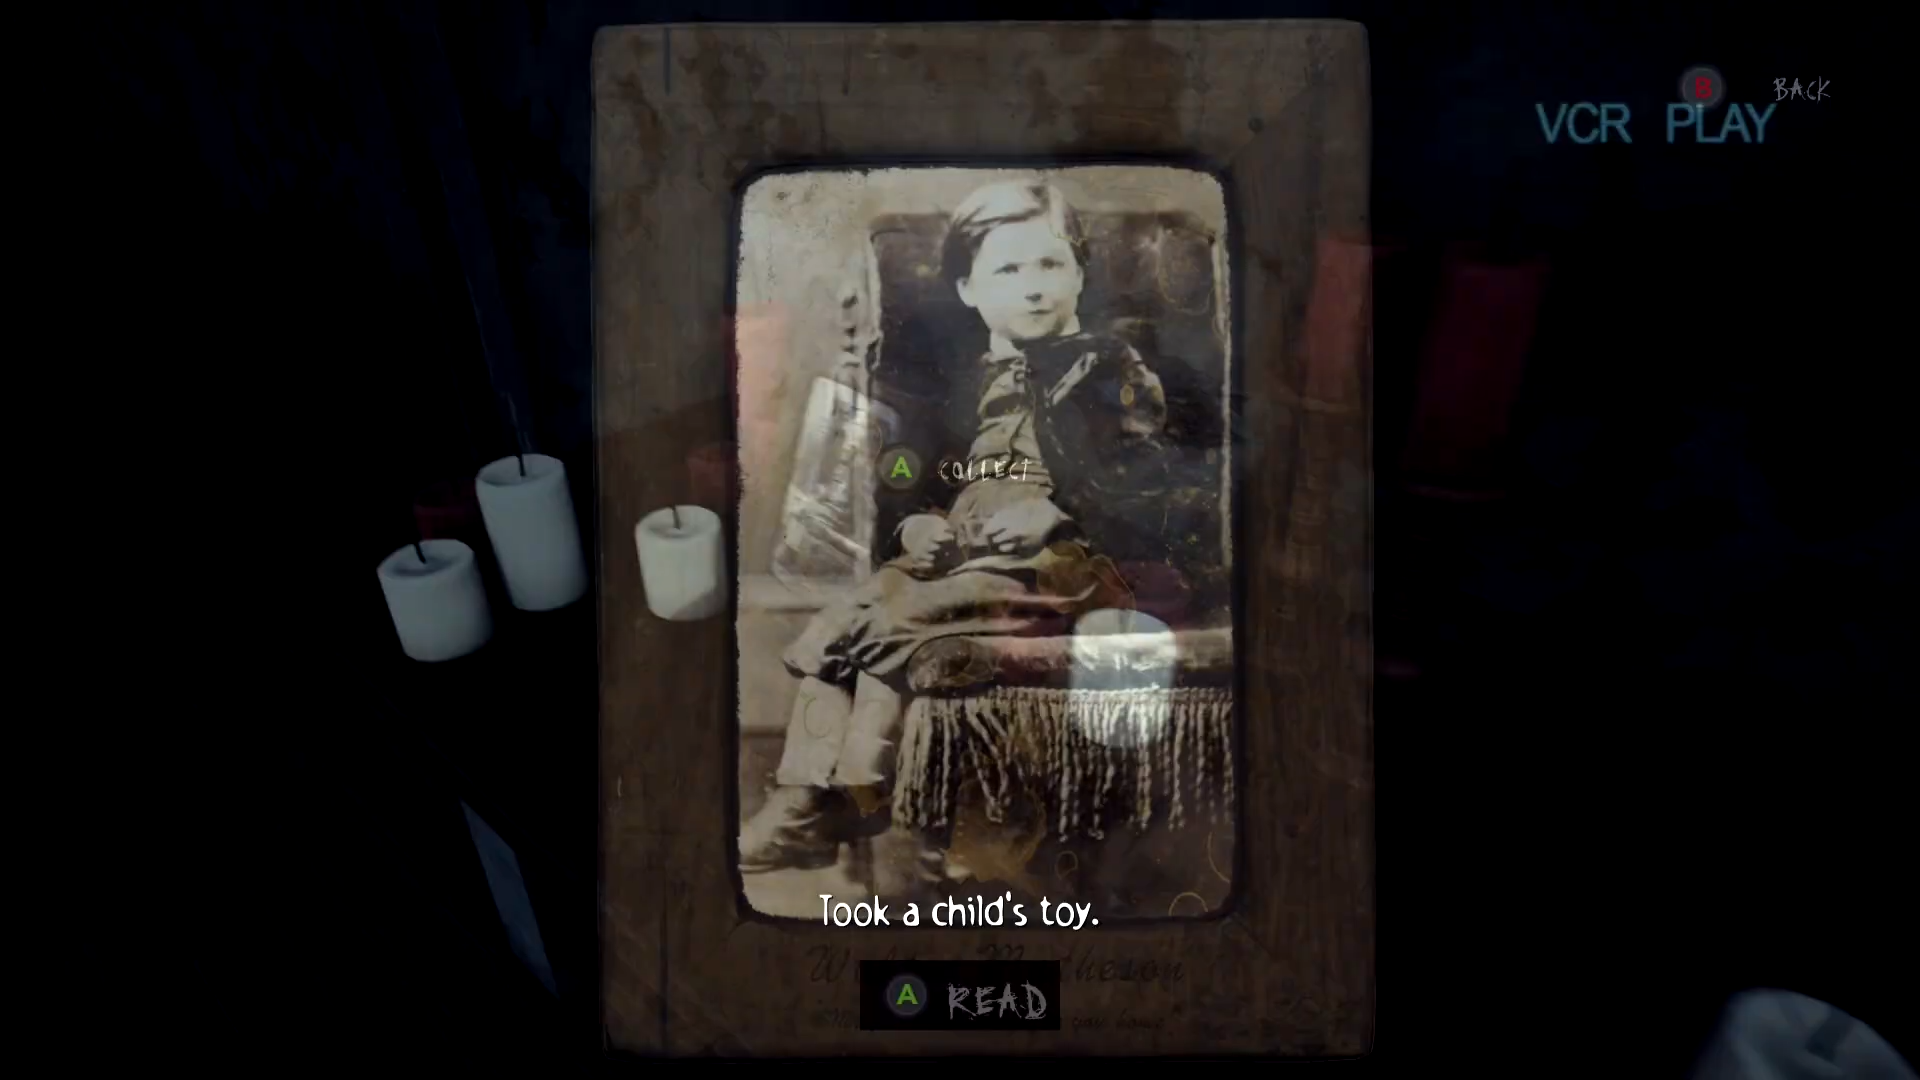 B BACK
VCR PLAY
A COLLECT
Took a child's toy.
A READ